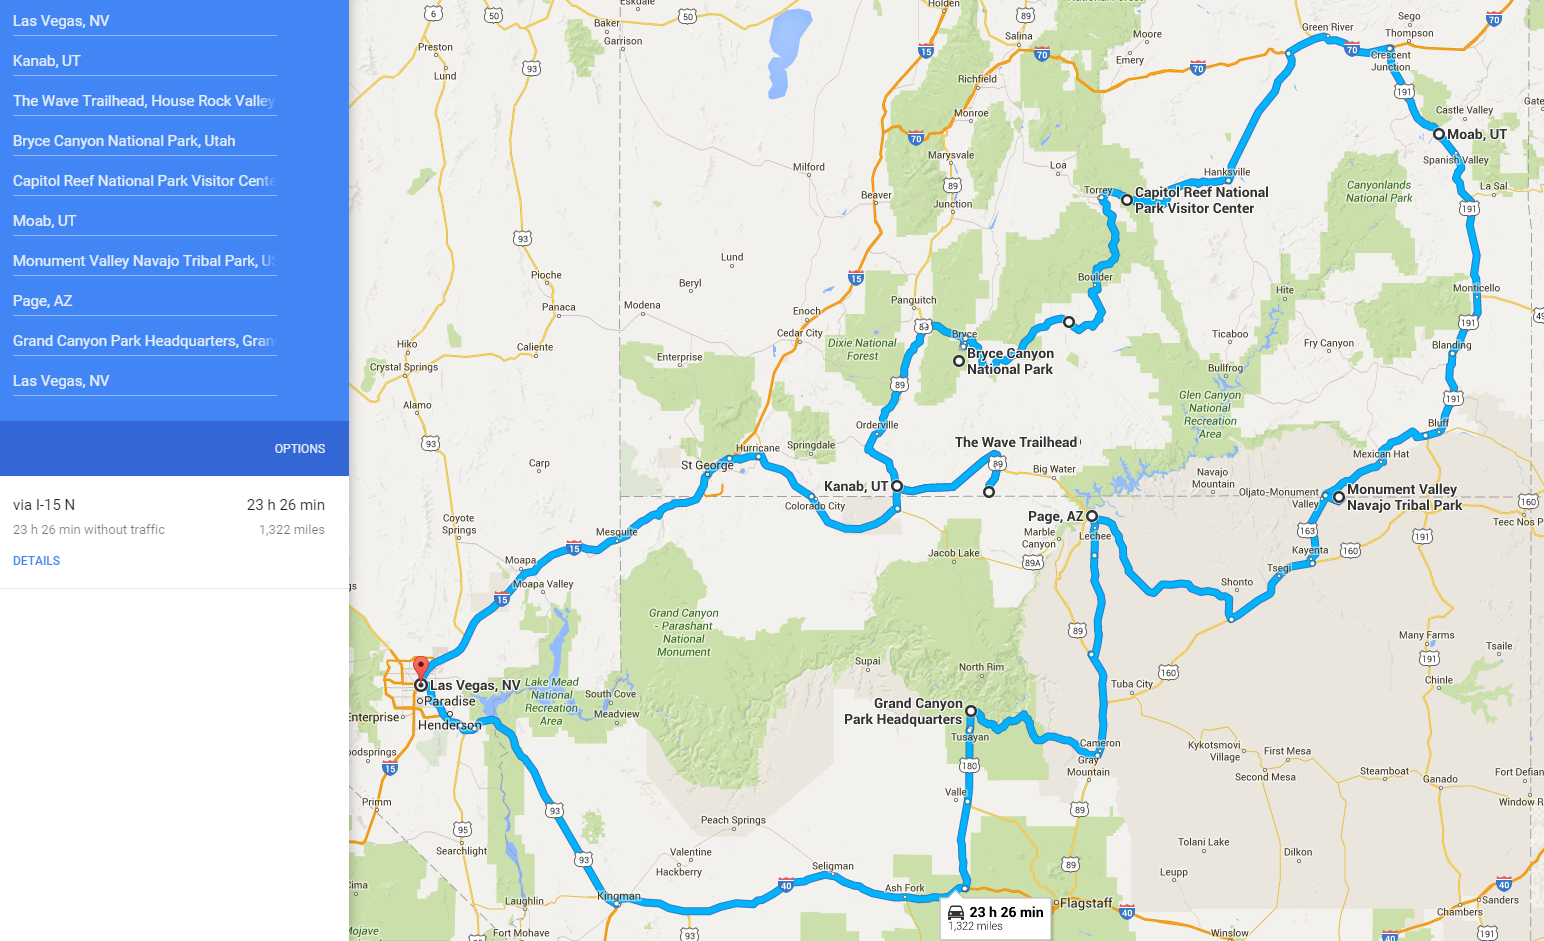 Las Vegas, NV
Kanab, UT
The Wave Trailhead, House Rock Valley
Bryce Canyon National Park, Utah
Capitol Reef National Park Visitor Cente
Moab, UT
Monument Valley Navajo Tribal Park, US
Page, AZ
Grand Canyon Park Headquarters, Gran
Las Vegas, NV
OPTIONS
via I-15 N
23 h 26 min
23 h 26 min without traffic
1,322 miles
DETAILS
Eskdale
Baker
Garrison
Preston
Lund
6
50
50
93
Holden
89
Salina
15
70
Moore
Emery
70
Richfield
Monroe
70
Marysvale
89
Junction
Milford
Beaver
Loa
Green River
Sego
Thompson
70
70
Crescent
Junction
191
Castle Valley
Moab, UT
Spanish Valley
La Sal
Canyonlands
National Park
191
Hanksville
Torrey
Capitol Reef National
Park Visitor Center
93
Pioche
Panaca
Lund
Beryl
Modena
15
Enoch
Cedar City
Panguitch
Boulder
Hite
Monticello
191
Blanding
191
Bluff
Hiko
Crystal Springs
Caliente
Alamo
93
Enterprise
Dixie National
Forest
Bryce
Bryce Canyon
National Park
89
Ticaboo
Fry Canyon
Bullfrog
Glen Canyon
National
Recreation
Area
Orderville
Hurricane
Springdale
St George
The Wave Trailhead
89
Big Water
Kanab, UT
Colorado City
Navajo
Mountain
Mexican Hat
Oljato-Monument
Valley
Monument Valley
Navajo Tribal Park
160
Teec Nos P
Carp
Coyote
Springs
Mesquite
15
Moapa
Moapa Valley
15
Page, AZ
Lechee
Marble
Canyon
89A
Jacob Lake
163
Kayenta
160
191
Tsegi
Shonto
Grand Canyon
- Parashant
National
Monument
89
Many Farms
Tsaile
191
Chinle
160
Tuba City
Supai
North Rim
Las Vegas, NV
Paradise
Henderson
Enterprise
Lake Mead
National
Recreation
Area
South Cove
Meadview
Grand Canyon
Park Headquarters
Tusayan
180
Valle
Cameron
Gray
Mountain
89
Kykotsmovi
Village
First Mesa
Second Mesa
Steamboat
Ganado
Fort Defian
Window R
oodsprings
15
Primm
95
Searchlight
93
93
Peach Springs
Valentine
Hackberry
Seligman
40
Ash Fork
Kingman
Laughlin
Fort Mohave
93
Cima
Mojave
89
Tolani Lake
Dilkon
Leupp
Flagstaff
40
Winslow
40
Sanders
Chambers
191
40
23 h 26 min
1,322 miles